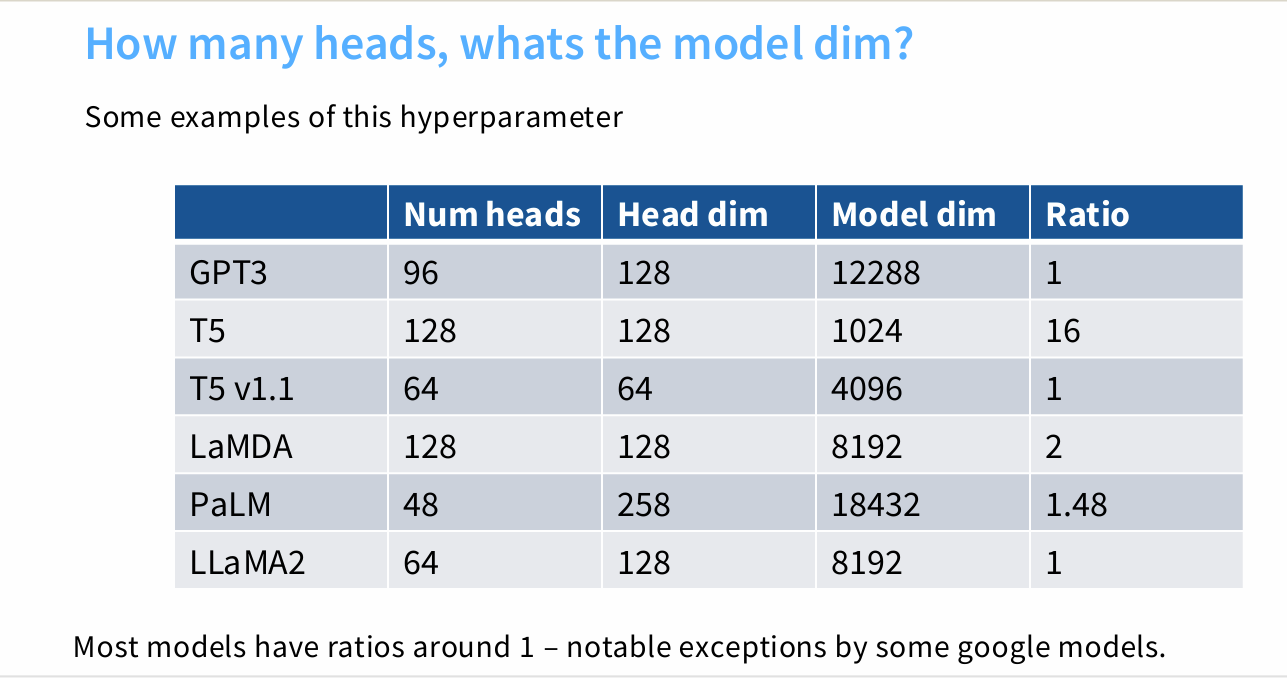 How many heads, whats the model dim?
Some examples of this hyperparameter
Num heads Head dim Model dim Ratio
GPT3 96 128 12288 1
T5 128 128 1024 16
T5 v1.1 64 64 4096 1
LaMDA 128 128 8192 2
PaLM 48 258 18432 1.48
LLaMA2 64 128 8192 1
Most models have ratios around 1 – notable exceptions by some google models.